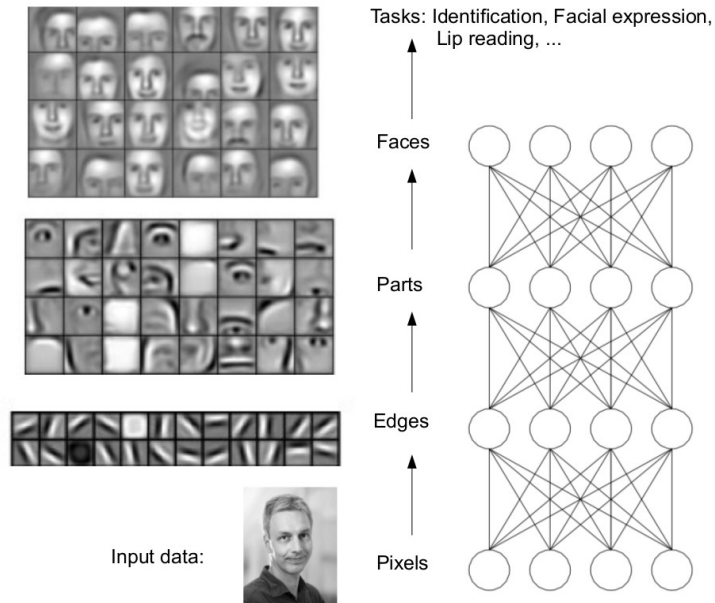 Tasks: Identification, Facial expression,
Lip reading, ...
Faces
Parts
Edges
Input data:
Pixels